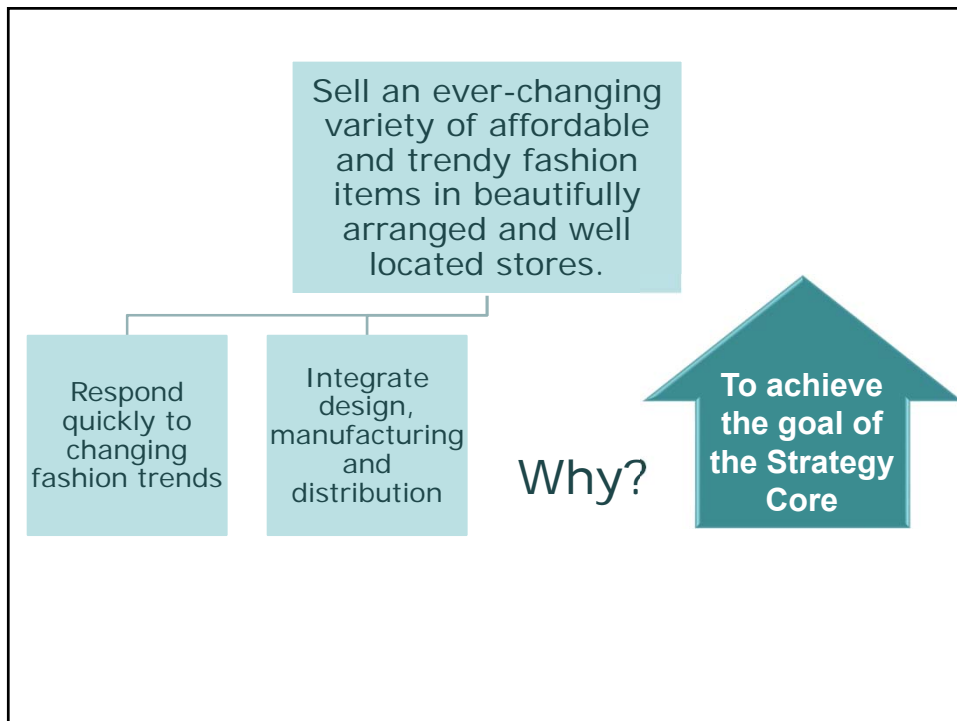 Sell an ever-changing
variety of affordable
and trendy fashion
items in beautifully
arranged and well
located stores.
Respond
quickly to
changing
fashion trends
Integrate
design,
manufacturing
and
distribution
Why?
To achieve
the goal of
the Strategy
Core